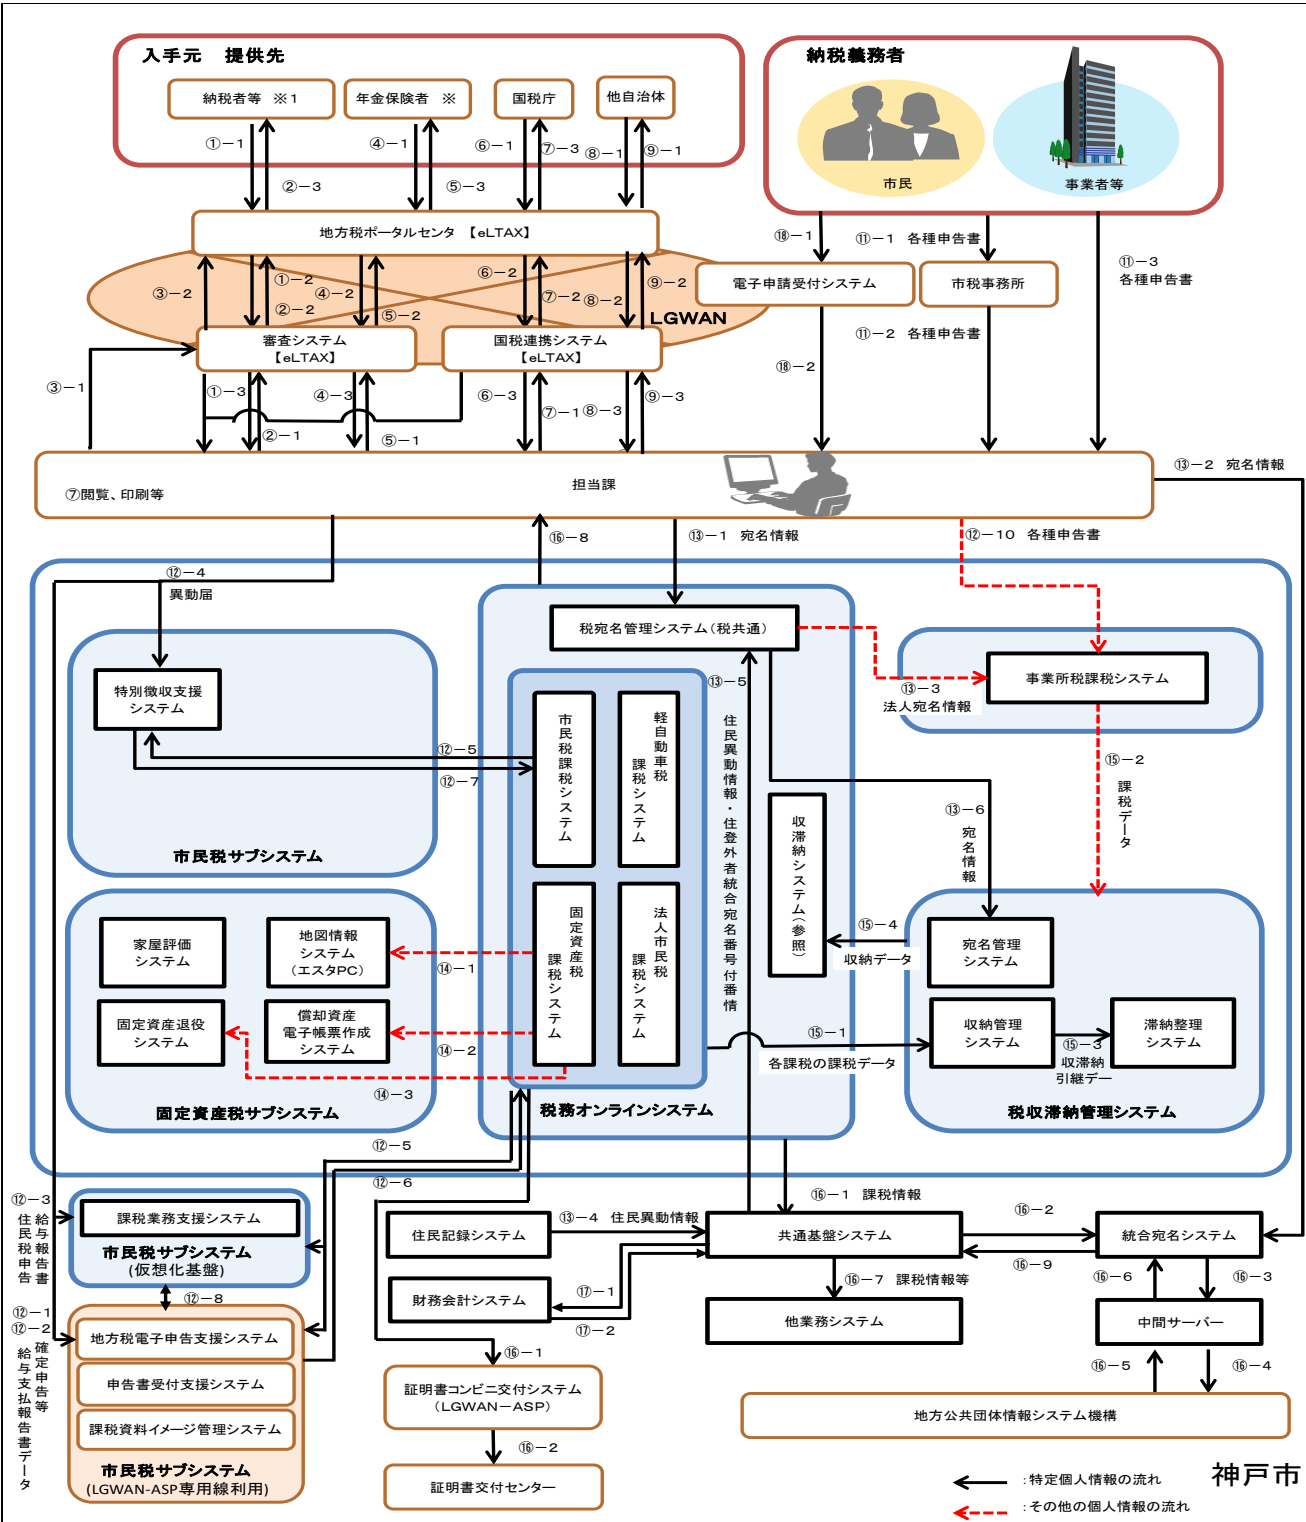 入手元　提供先
納税義務者
納税者等　※1
年金保険者　※
国税庁
他自治体
①－1
②－3
④－1
⑤－3
⑥－1
⑦－3
⑧－1
⑨－1
市民
事業者等
地方税ポータルセンタ　【eLTAX】
⑱－1
⑪－1　各種申告書
⑪－3
各種申告書
③－2
①－2
②－2
④－2
⑤－2
⑥－2
⑦－2
⑧－2
⑨－2
LGWAN
電子申請受付システム
市税事務所
審査システム
【eLTAX】
国税連携システム
【eLTAX】
⑪－2　各種申告書
⑱－2
③－1
①－3
②－1
④－3
⑤－1
⑥－3
⑦－1
⑧－3
⑨－3
担当課
⑦閲覧、印刷等
⑬－2　宛名情報
⑯－8
⑬－1　宛名情報
⑫－10　各種申告書
⑫－4
異動届
税宛名管理システム（税共通）
特別徴収支援
システム
⑬－5
⑬－3
法人宛名情報
事業所税課税システム
市民税
課税システム
軽自動車税
課税システム
住民異動情報・住登外者統合宛名番号付番情
⑫－5
⑫－7
⑮－2
課税データ
収滞納システム（参照）
⑬－6
宛名情報
市民税サブシステム
家屋評価
システム
地図情報
システム
（エスタPC）
固定資産税
課税システム
法人市民税
課税システム
⑭－1
⑮－4
収納データ
宛名管理
システム
固定資産退役
システム
償却資産
電子帳票作成
システム
⑭－2
⑭－3
⑮－1
各課税の課税データ
収納管理
システム
⑮－3
収滞納
引継デー
滞納整理
システム
固定資産税サブシステム
税務オンラインシステム
税収滞納管理システム
⑫－5
⑫－6
⑫－3
給与報告書
住民税申告
課税業務支援システム
市民税サブシステム
(仮想化基盤)
⑫－8
⑫－1
⑫－2
確定申告等
給与支払報告書データ
地方税電子申告支援システム
申告書受付支援システム
課税資料イメージ管理システム
市民税サブシステム
(LGWAN-ASP専用線利用)
住民記録システム
⑬－4　住民異動情報
⑯－1　課税情報
共通基盤システム
⑯－2
⑯－9
統合宛名システム
財務会計システム
⑰－1
⑰－2
⑯－7　課税情報等
他業務システム
⑯－6
⑯－3
中間サーバー
⑯－5
⑯－4
⑯－1
証明書コンビニ交付システム
（LGWAN－ASP）
⑯－2
証明書交付センター
地方公共団体情報システム機構
：特定個人情報の流れ
：その他の個人情報の流れ
神戸市